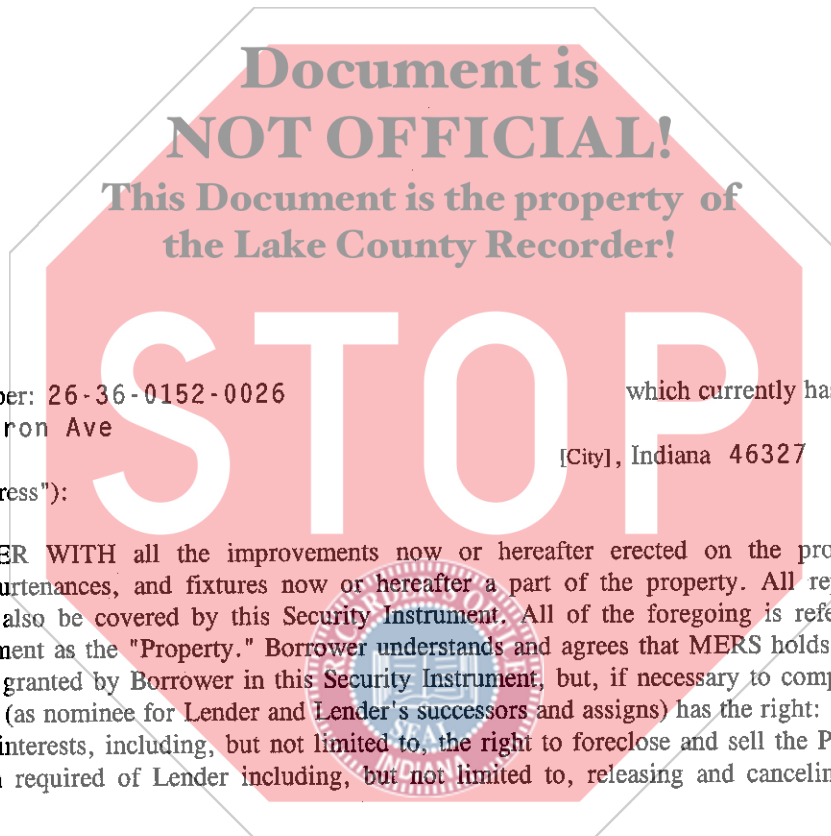 Document is
NOT OFFICIAL!
This Document is the property of
the Lake County Recorder!
STOP
ber: 26-36-0152-0026 which currently has
ron Ave
[City], Indiana 46327
ress"):
ER WITH all the improvements now or hereafter erected on the pro
urtenances, and fixtures now or hereafter a part of the property. All re
also be covered by this Security Instrument. All of the foregoing is refe
ment as the "Property." Borrower understands and agrees that MERS holds
granted by Borrower in this Security Instrument, but, if necessary to comp
(as nominee for Lender and Lender's successors and assigns) has the right:
interests, including, but not limited to, the right to foreclose and sell the P
required of Lender including, but not limited to, releasing and cancelin
SEAL
INDIANA